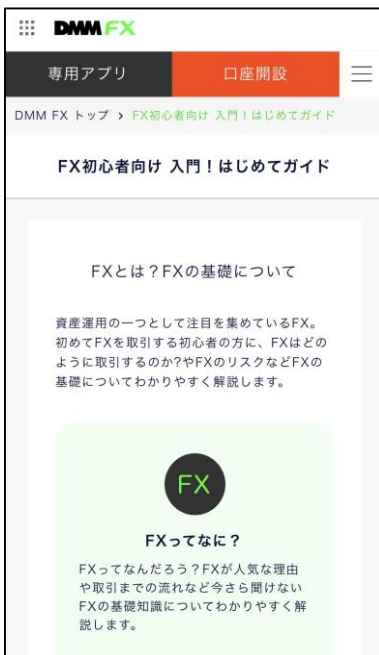 DMM FX
専用アプリ
口座開設
DMM FX トップ > FX初心者向け 入門！はじめてガイド
FX初心者向け 入門！はじめてガイド
FXとは？FXの基礎について
資産運用の一つとして注目を集めているFX。
初めてFXを取引する初心者の方に、FXはどの
ように取引するのか?やFXのリスクなどFXの
基礎についてわかりやすく解説します。
FX
FXってなに？
FXってなんだろう？FXが人気な理由
や取引までの流れなど今さら聞けない
FXの基礎知識についてわかりやすく解
説します。